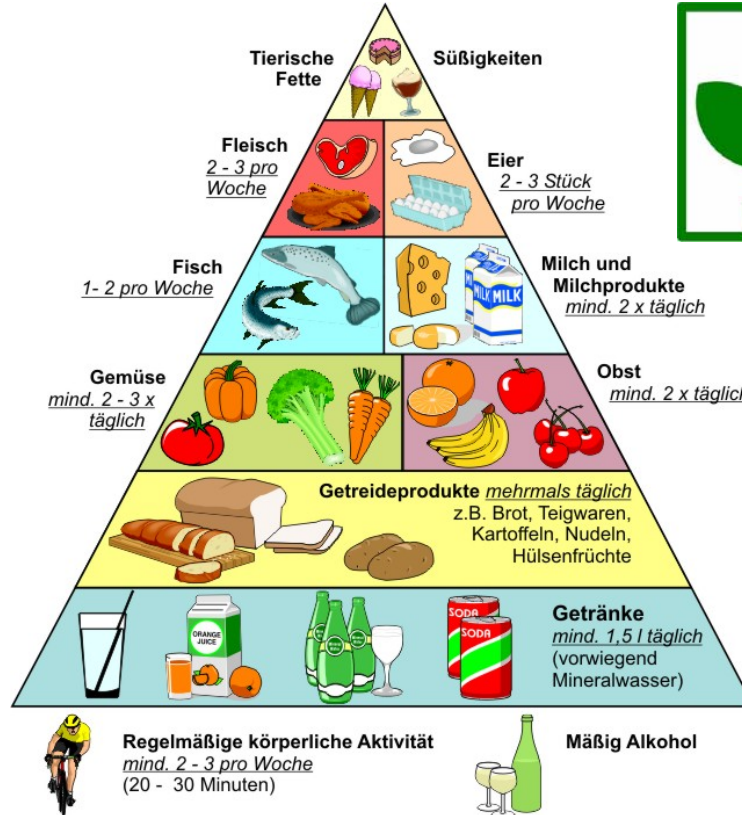 Tierische
Fette
Süßigkeiten
Fleisch
2 - 3 pro
Woche
Eier
2 - 3 Stück
pro Woche
Fisch
1- 2 pro Woche
Milch und
Milchprodukte
mind. 2 x täglich
MILK
MILK
Gemüse
mind. 2 - 3 x
täglich
Obst
mind. 2 x täglich
Getreideprodukte mehrmals täglich
z.B. Brot, Teigwaren,
Kartoffeln, Nudeln,
Hülsenfrüchte
ORANGE
JUICE
SODA
SODA
Getränke
mind. 1,5 l täglich
(vorwiegend
Mineralwasser)
Regelmäßige körperliche Aktivität
mind. 2 - 3 pro Woche
(20 - 30 Minuten)
Mäßig Alkohol